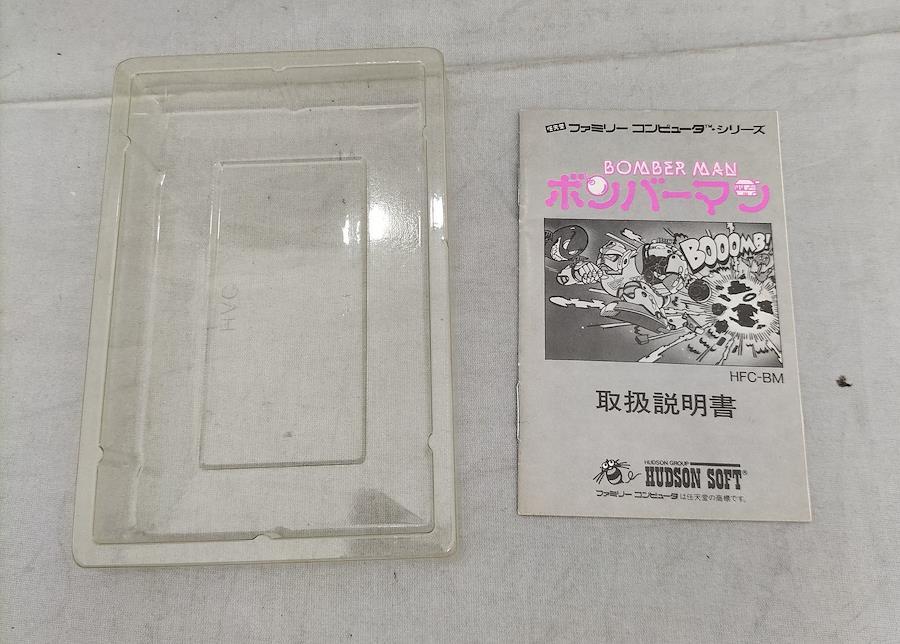 HVC
任天堂 ファミリー コンピュータ™シリーズ
BOMBER MAN
ボンバーマン
BOOOMB!
HFC-BM
取扱説明書
HUDSON GROUP
HUDSON SOFT®
ファミリー コンピュータは任天堂の商標です。